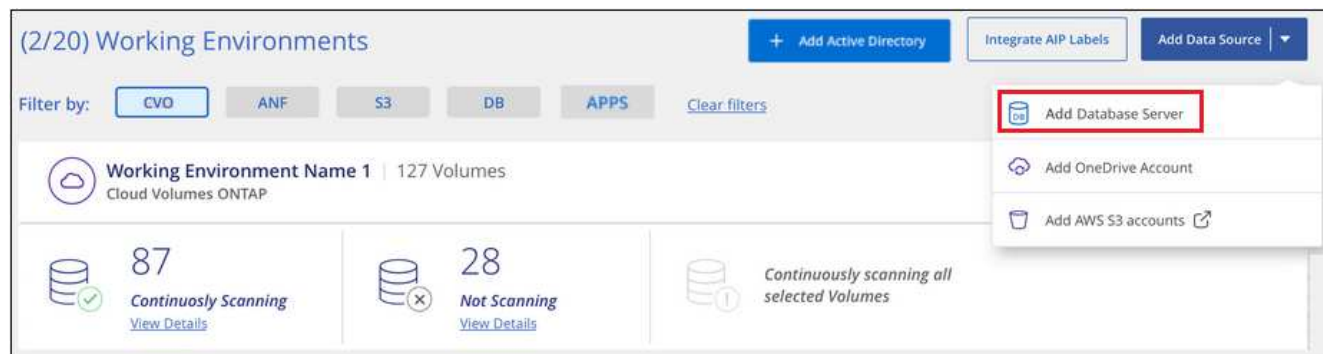 (2/20) Working Environments
+ Add Active Directory
Integrate AIP Labels
Add Data Source
Filter by:
CVO
ANF
S3
DB
APPS
Clear filters
DB
Add Database Server
Add OneDrive Account
Add AWS S3 accounts
Working Environment Name 1 | 127 Volumes
Cloud Volumes ONTAP
87
Continuosly Scanning
View Details
28
Not Scanning
View Details
Continuously scanning all
selected Volumes